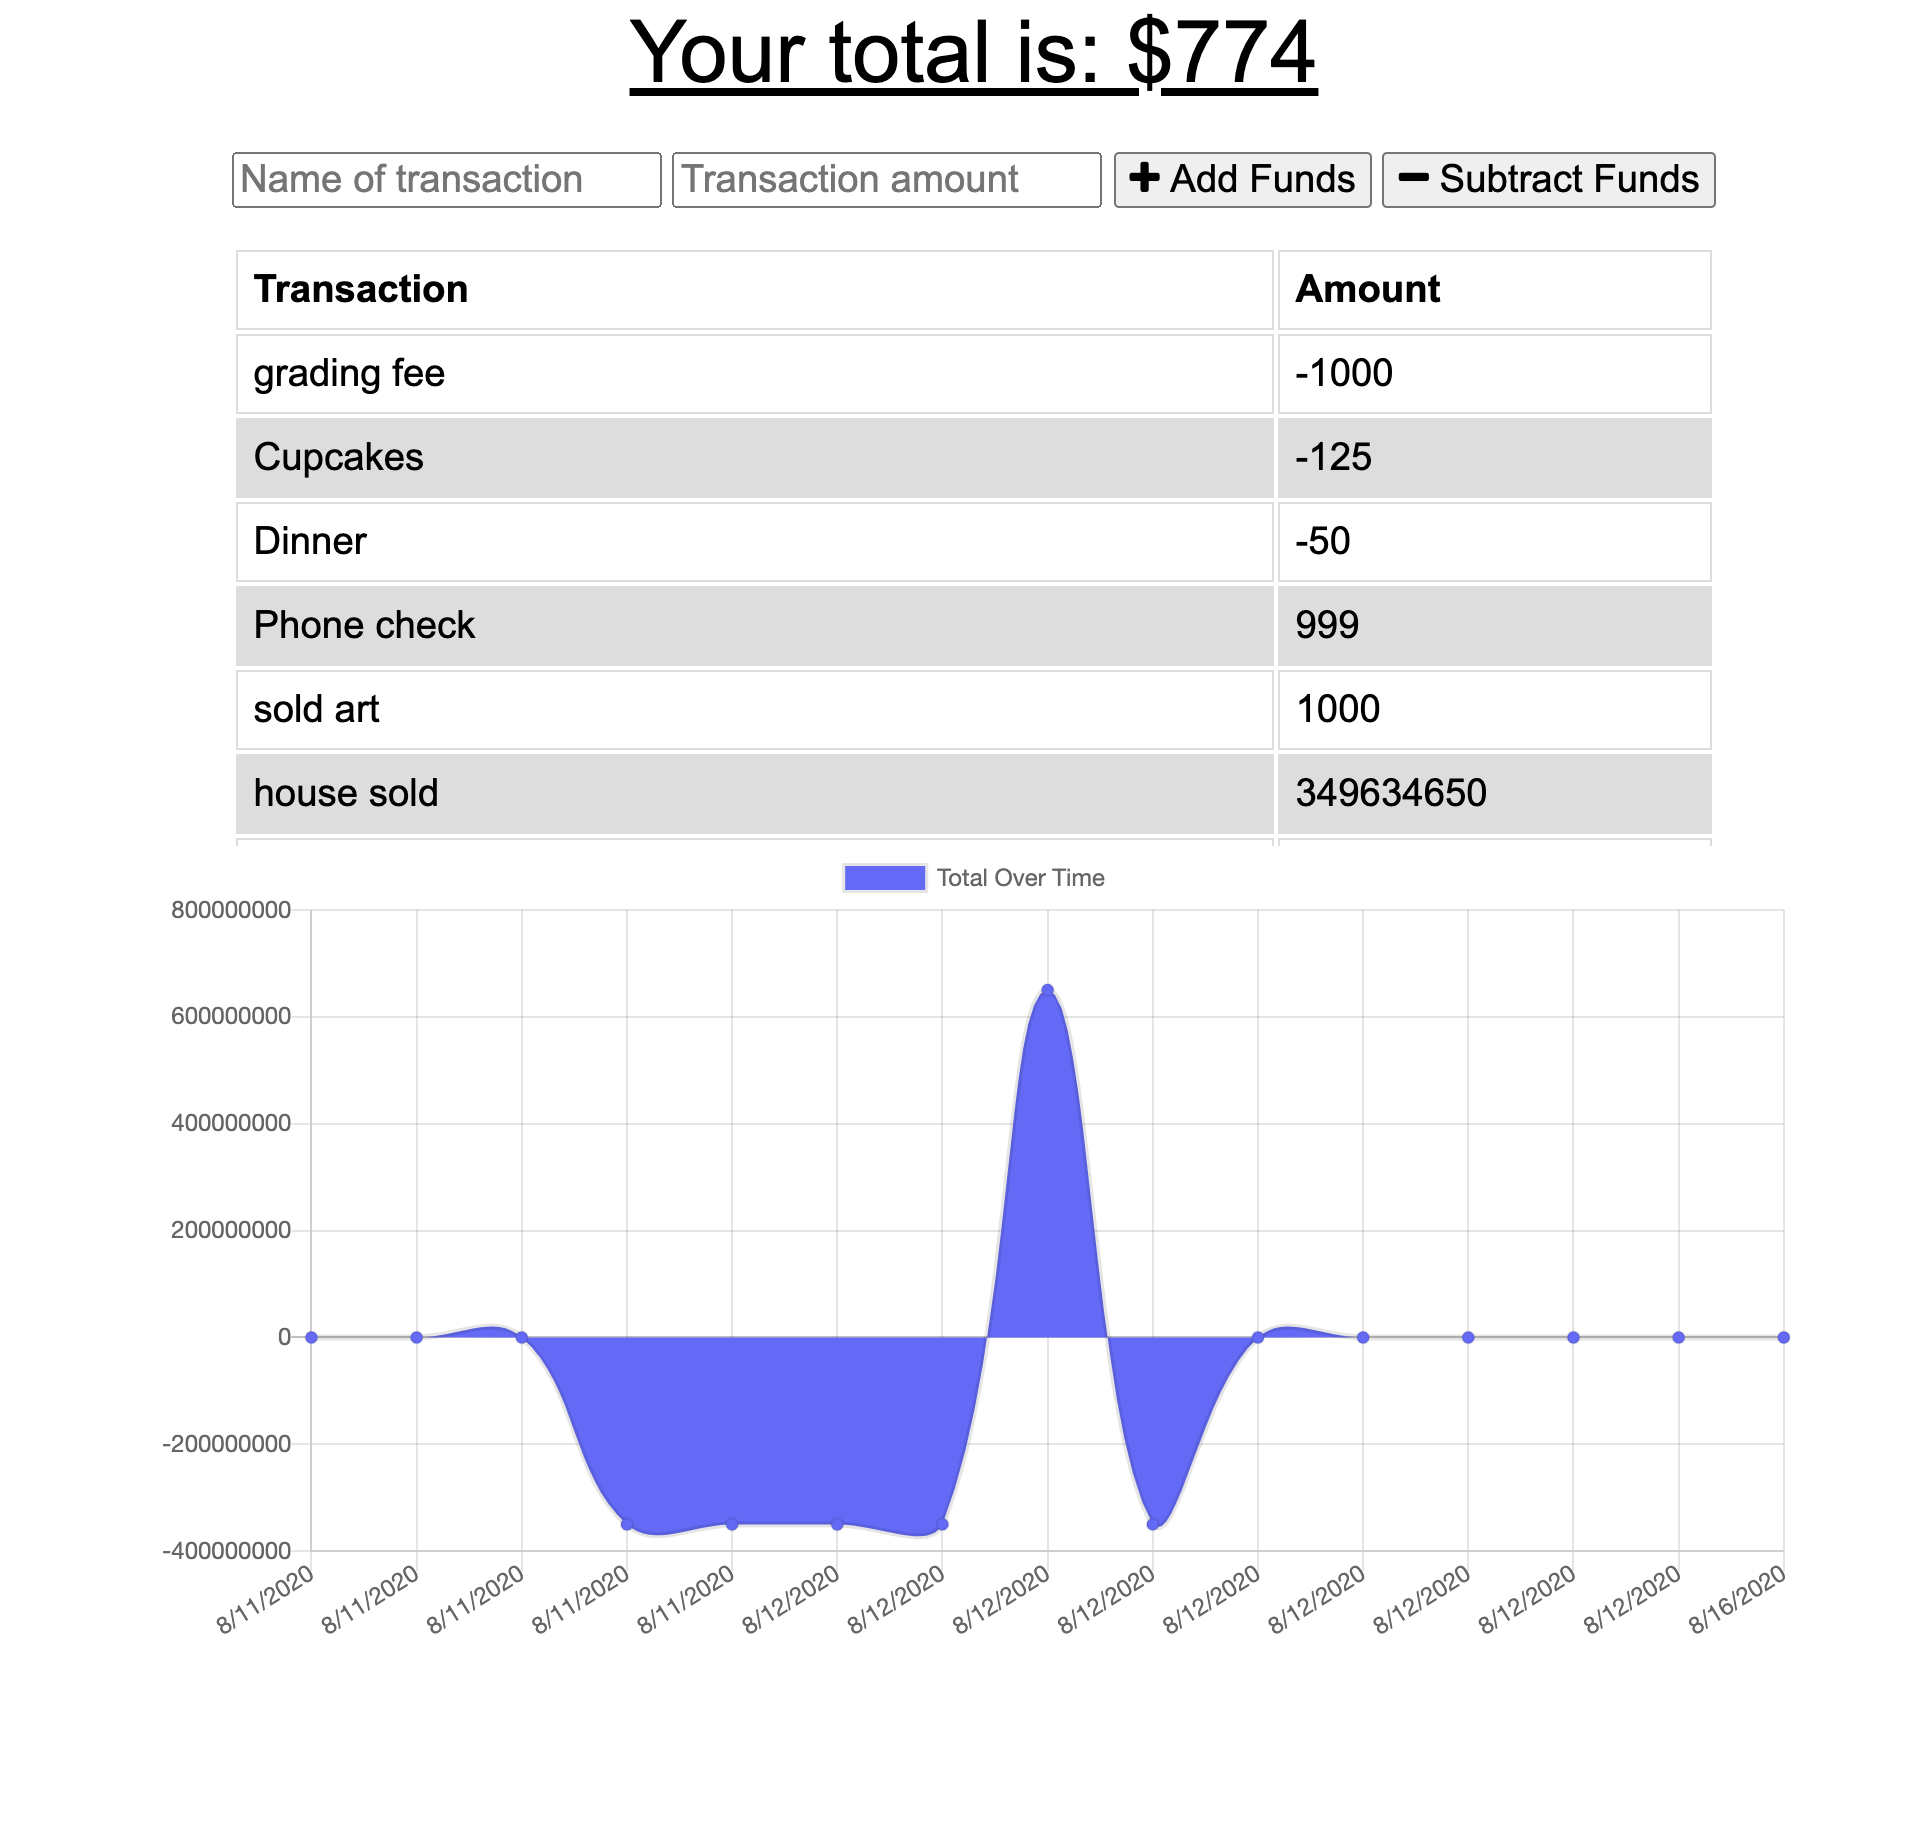 Your total is: $774
Name of transaction Transaction amount Add Funds Subtract Funds
Transaction Amount
grading fee -1000
Cupcakes -125
Dinner -50
Phone check 999
sold art 1000
house sold 349634650
Total Over Time
800000000
600000000
400000000
200000000
0
-200000000
-400000000
8/11/2020 8/11/2020 8/11/2020 8/11/2020 8/11/2020 8/12/2020 8/12/2020 8/12/2020 8/12/2020 8/12/2020 8/12/2020 8/12/2020 8/12/2020 8/12/2020 8/16/2020